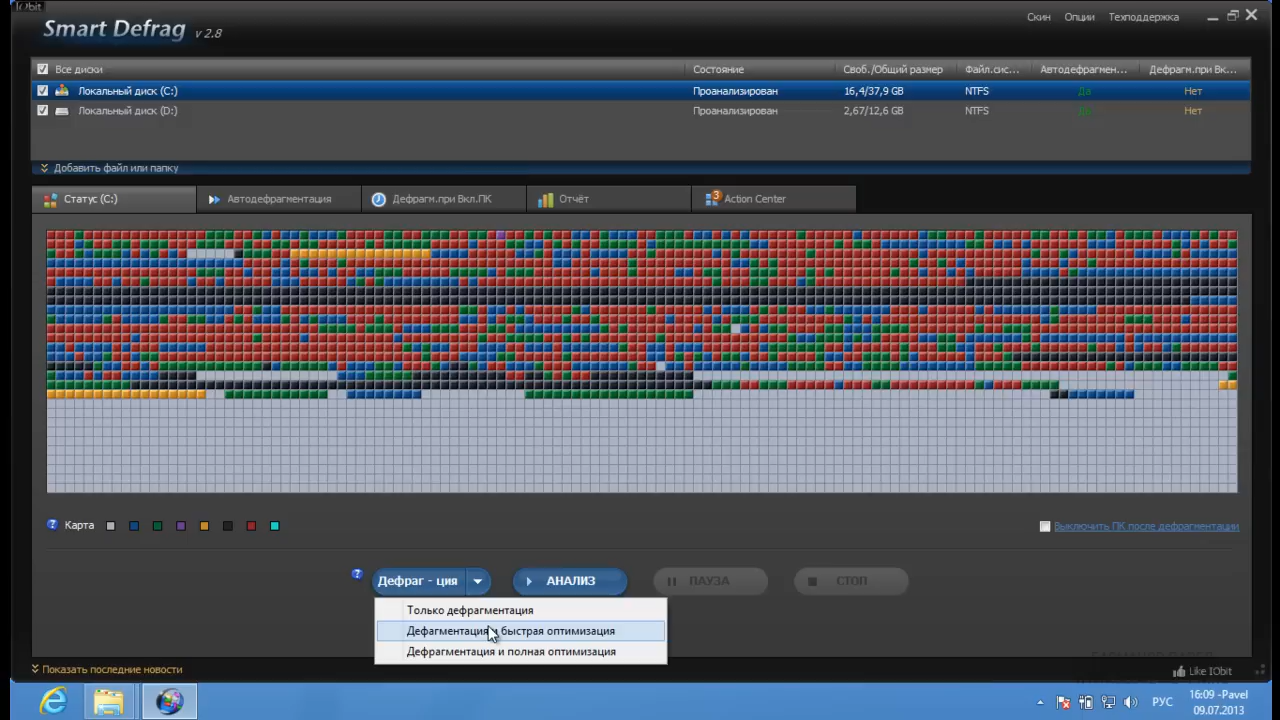 IObit
Smart Defrag v 2.8
Скин Опции Техподдержка
Все диски Состояние Своб./Общий размер Файл.сис... Автодефрагмен... Дефрагм.при Вк...
Локальный диск (C:) Проанализирован 16,4/37,9 GB NTFS Да Нет
Локальный диск (D:) Проанализирован 2,67/12,6 GB NTFS Да Нет
Добавить файл или папку
Статус (C:) Автодефрагментация Дефрагм.при Вкл.ПК Отчёт 3 Action Center
Карта Выключить ПК после дефрагментации
Дефраг - ция АНАЛИЗ ПАУЗА СТОП
Только дефрагментация
Дефагментация и быстрая оптимизация
Дефрагментация и полная оптимизация
Показать последние новости Like IObit
РУС 16:09 -Pavel
09.07.2013